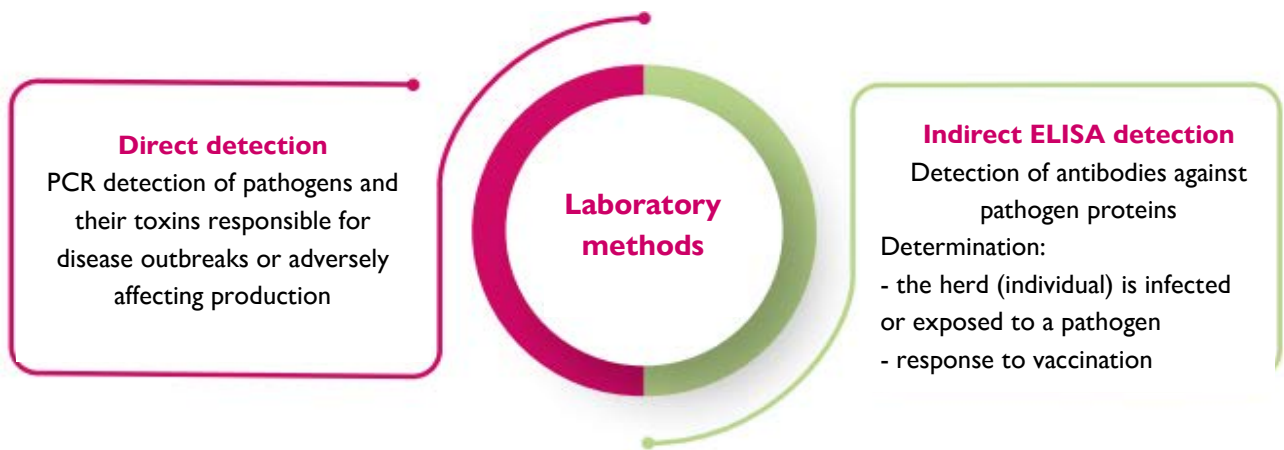 Direct detection
PCR detection of pathogens and
their toxins responsible for
disease outbreaks or adversely
affecting production
Laboratory
methods
Indirect ELISA detection
Detection of antibodies against
pathogen proteins
Determination:
- the herd (individual) is infected
or exposed to a pathogen
- response to vaccination